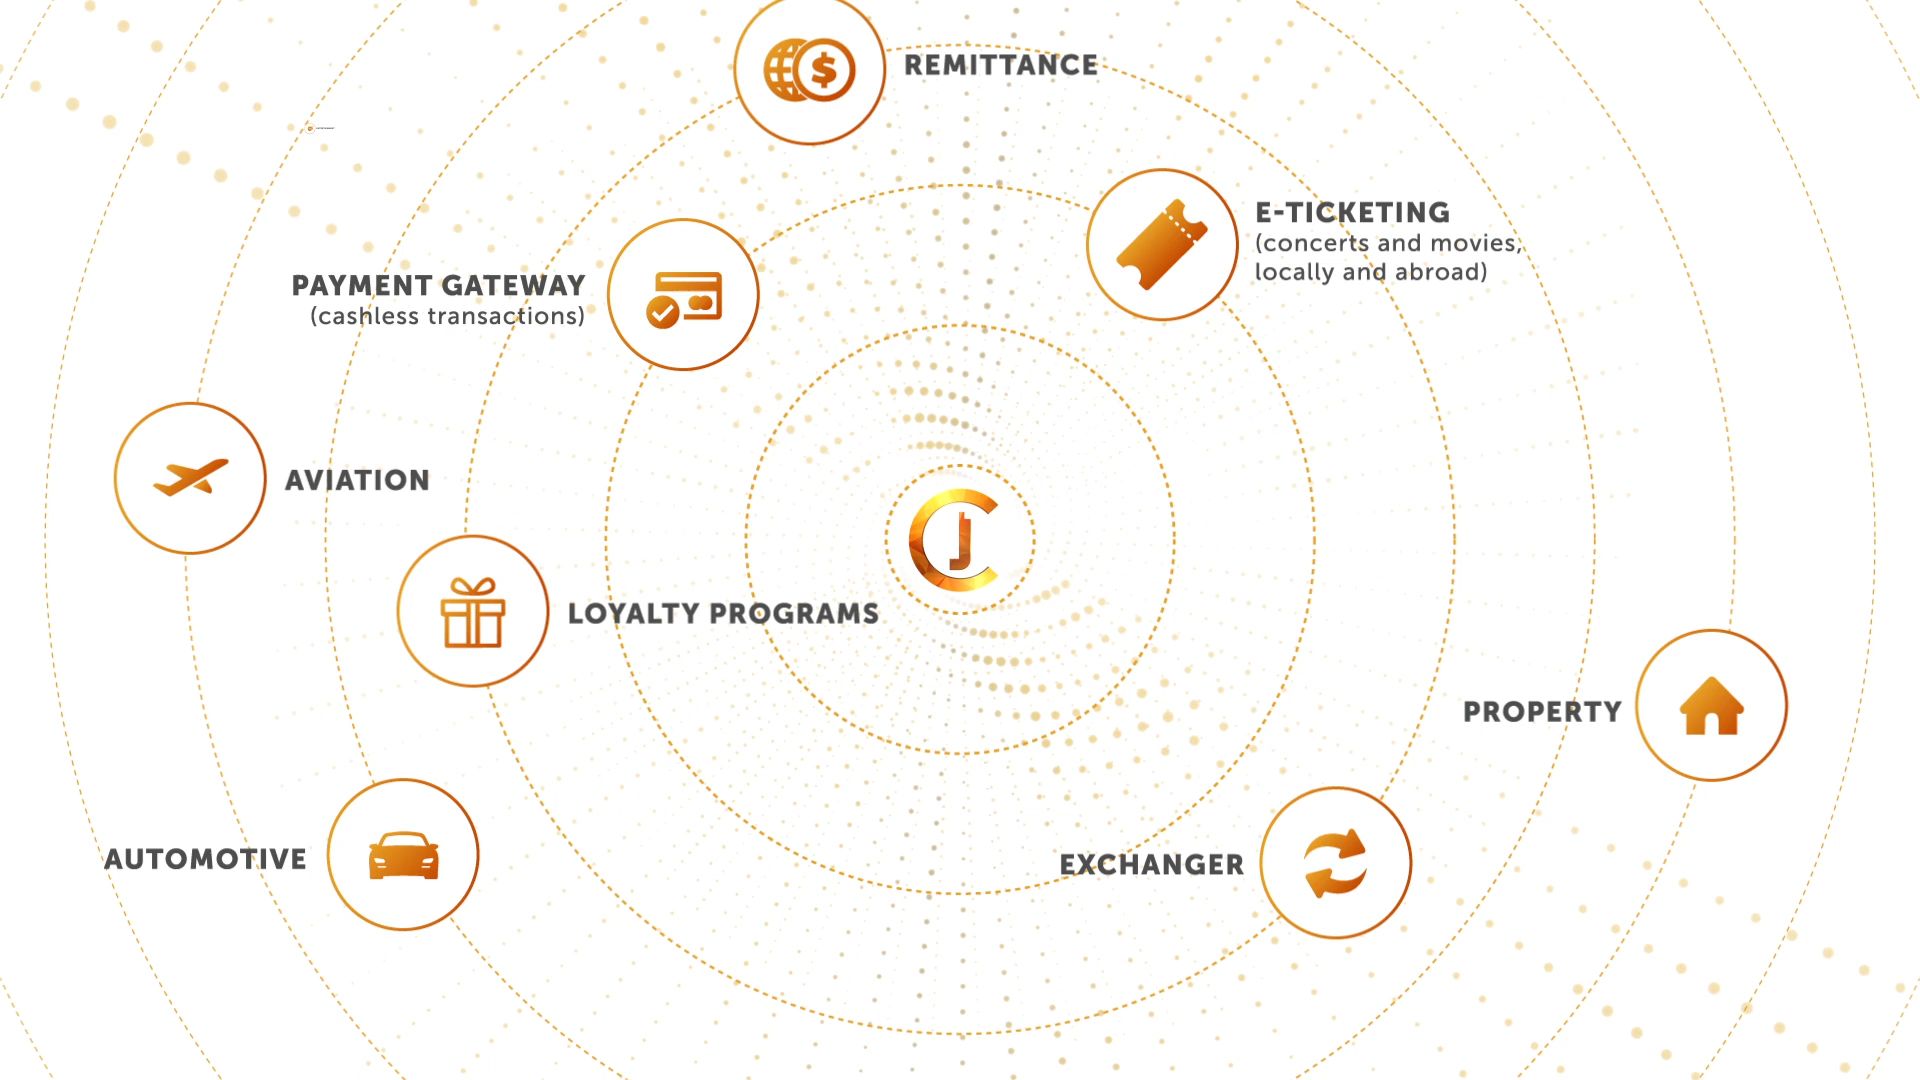 REMITTANCE
E-TICKETING
(concerts and movies,
locally and abroad)
PAYMENT GATEWAY
(cashless transactions)
AVIATION
LOYALTY PROGRAMS
PROPERTY
AUTOMOTIVE
EXCHANGER